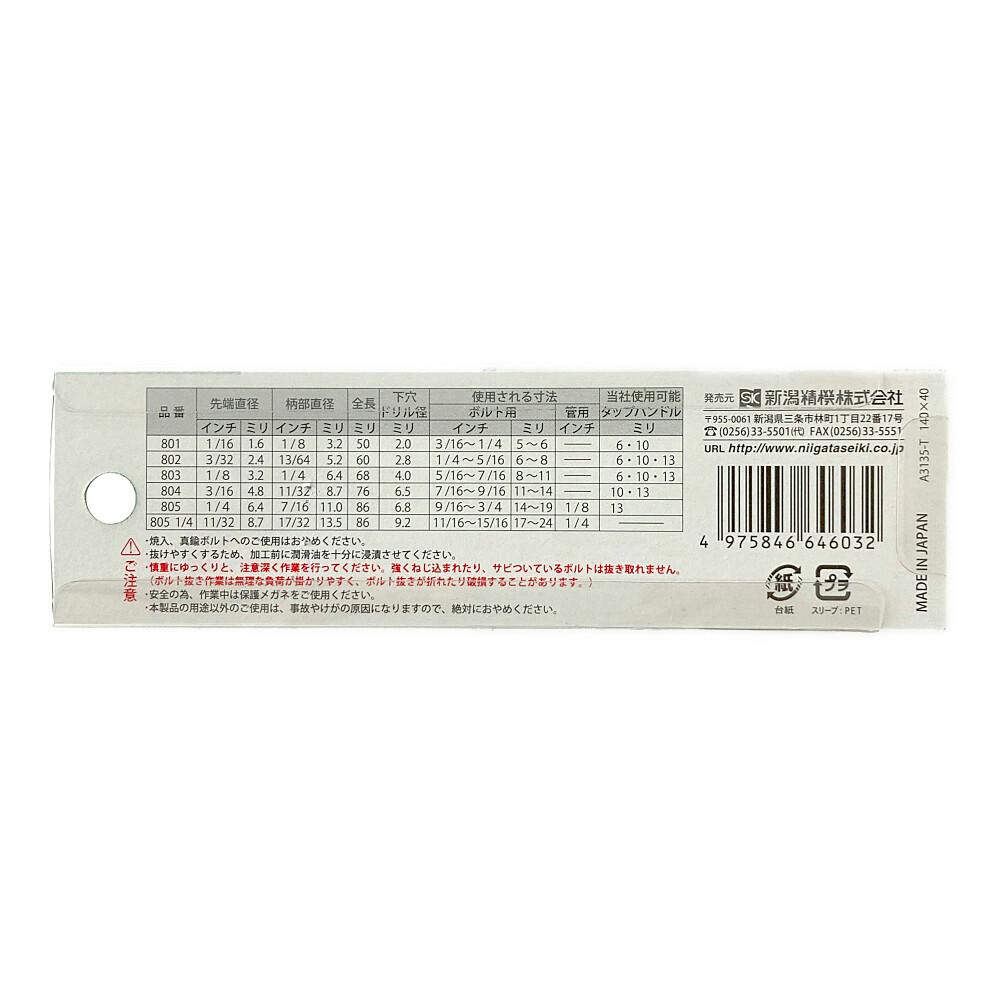 品番 先端直径 柄部直径 全長 下穴ドリル径 使用される寸法 当社使用可能タップハンドル
ボルト用 管用
インチ ミリ インチ ミリ ミリ ミリ インチ ミリ インチ ミリ
801 1/16 1.6 1/8 3.2 50 2.0 3/16～1/4 5～6 —— 6・10
802 3/32 2.4 13/64 5.2 60 2.8 1/4～5/16 6～8 —— 6・10・13
803 1/8 3.2 1/4 6.4 68 4.0 5/16～7/16 8～11 —— 6・10・13
804 3/16 4.8 11/32 8.7 76 6.5 7/16～9/16 11～14 —— 10・13
805 1/4 6.4 7/16 11.0 86 6.8 9/16～3/4 14～19 1/8 13
805 1/4 11/32 8.7 17/32 13.5 86 9.2 11/16～15/16 17～24 1/4 ——
ご注意
・焼入、真鍮ボルトへのご使用はおやめください。
・抜けやすくするため、加工前に潤滑油を十分に浸漬させてください。
・慎重にゆっくりと、注意深く作業を行ってください。強くねじ込まれたり、サビついているボルトは抜き取れません。
（ボルト抜き作業は無理な負荷が掛かりやすく、ボルト抜きが折れたり破損することがあります。）
・安全の為、作業中は保護メガネをご使用ください。
・本製品の用途以外のご使用は、事故やけがの原因になりますので、絶対におやめください。
発売元 SK 新潟精機株式会社
〒955-0061 新潟県三条市林町1丁目22番17号
☎(0256)33-5501(代) FAX(0256)33-5551
URL http://www.niigataseiki.co.jp
4 975846 646032
紙
台紙
プラ
スリーブ：PET
MADE IN JAPAN
A3135-T 140×40